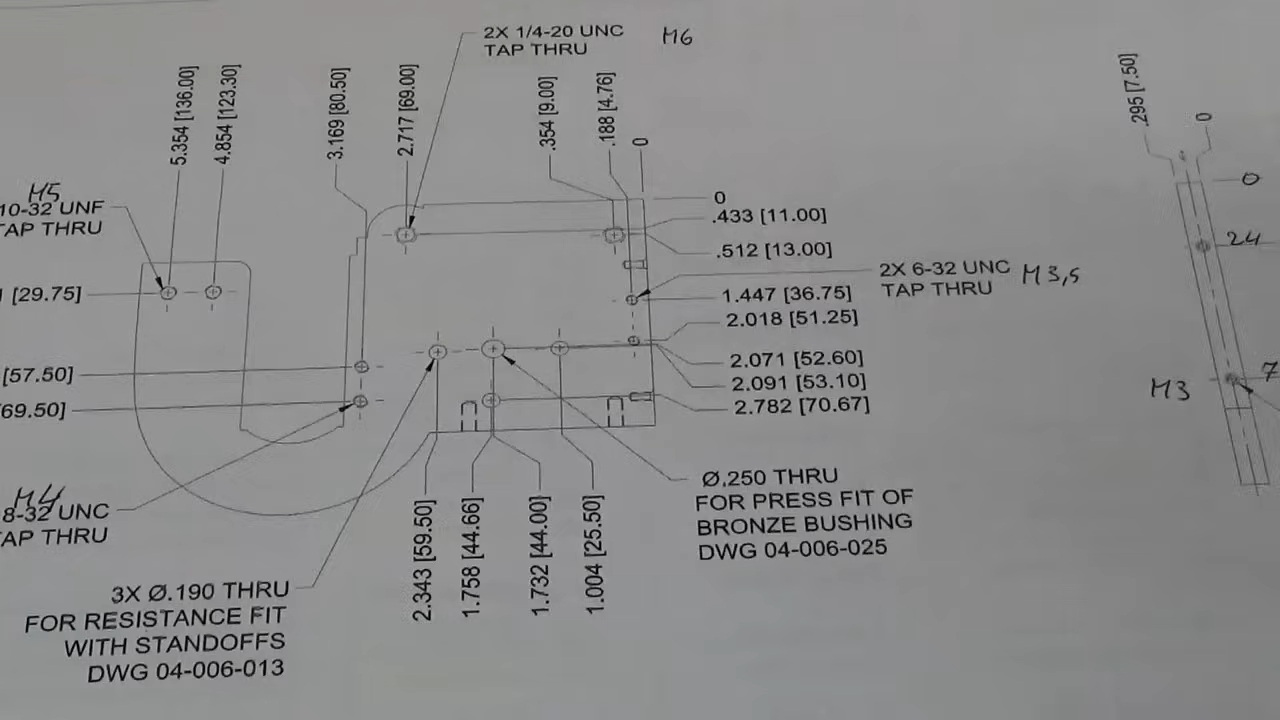 2X 1/4-20 UNC
TAP THRU
M6
5.354 [136.00]
4.854 [123.30]
3.169 [80.50]
2.717 [69.00]
.354 [9.00]
.188 [4.76]
0
.295 [7.50]
0
M5
10-32 UNF
TAP THRU
0
.433 [11.00]
.512 [13.00]
2X 6-32 UNC
TAP THRU
M3,5
1.447 [36.75]
2.018 [51.25]
2.071 [52.60]
2.091 [53.10]
2.782 [70.67]
0
24
7
M3
[29.75]
[57.50]
69.50]
M4
8-32 UNC
TAP THRU
3X Ø.190 THRU
FOR RESISTANCE FIT
WITH STANDOFFS
DWG 04-006-013
2.343 [59.50]
1.758 [44.66]
1.732 [44.00]
1.004 [25.50]
Ø.250 THRU
FOR PRESS FIT OF
BRONZE BUSHING
DWG 04-006-025